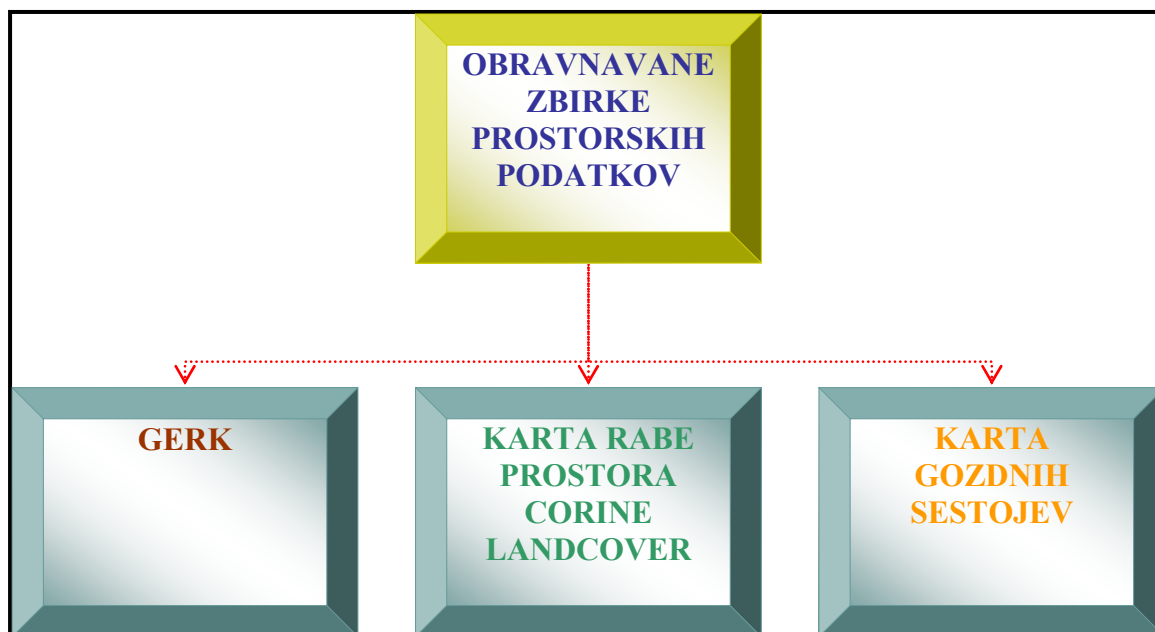 OBRAVNAVANE
ZBIRKE
PROSTORSKIH
PODATKOV
GERK
KARTA RABE
PROSTORA
CORINE
LANDCOVER
KARTA
GOZDNIH
SESTOJEV